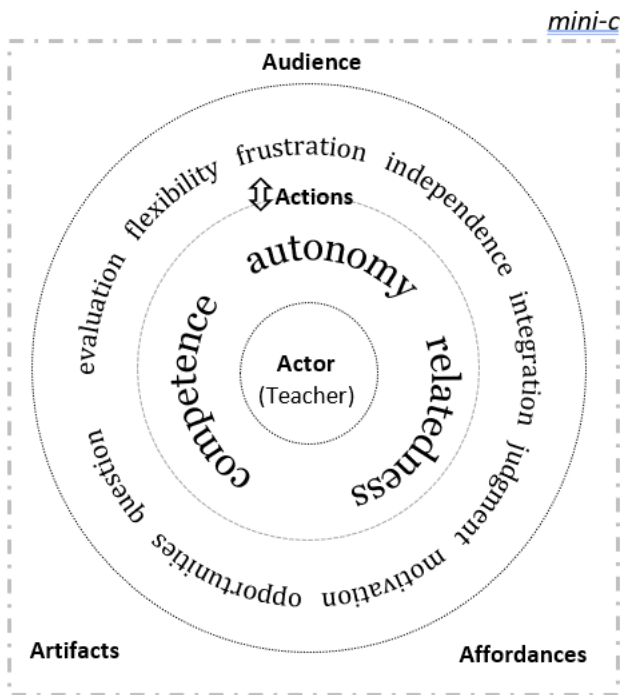 mini-c
Audience
evaluation flexibility frustration independence integration judgment motivation opportunities question
Actions
competence autonomy relatedness
Actor
(Teacher)
Artifacts
Affordances